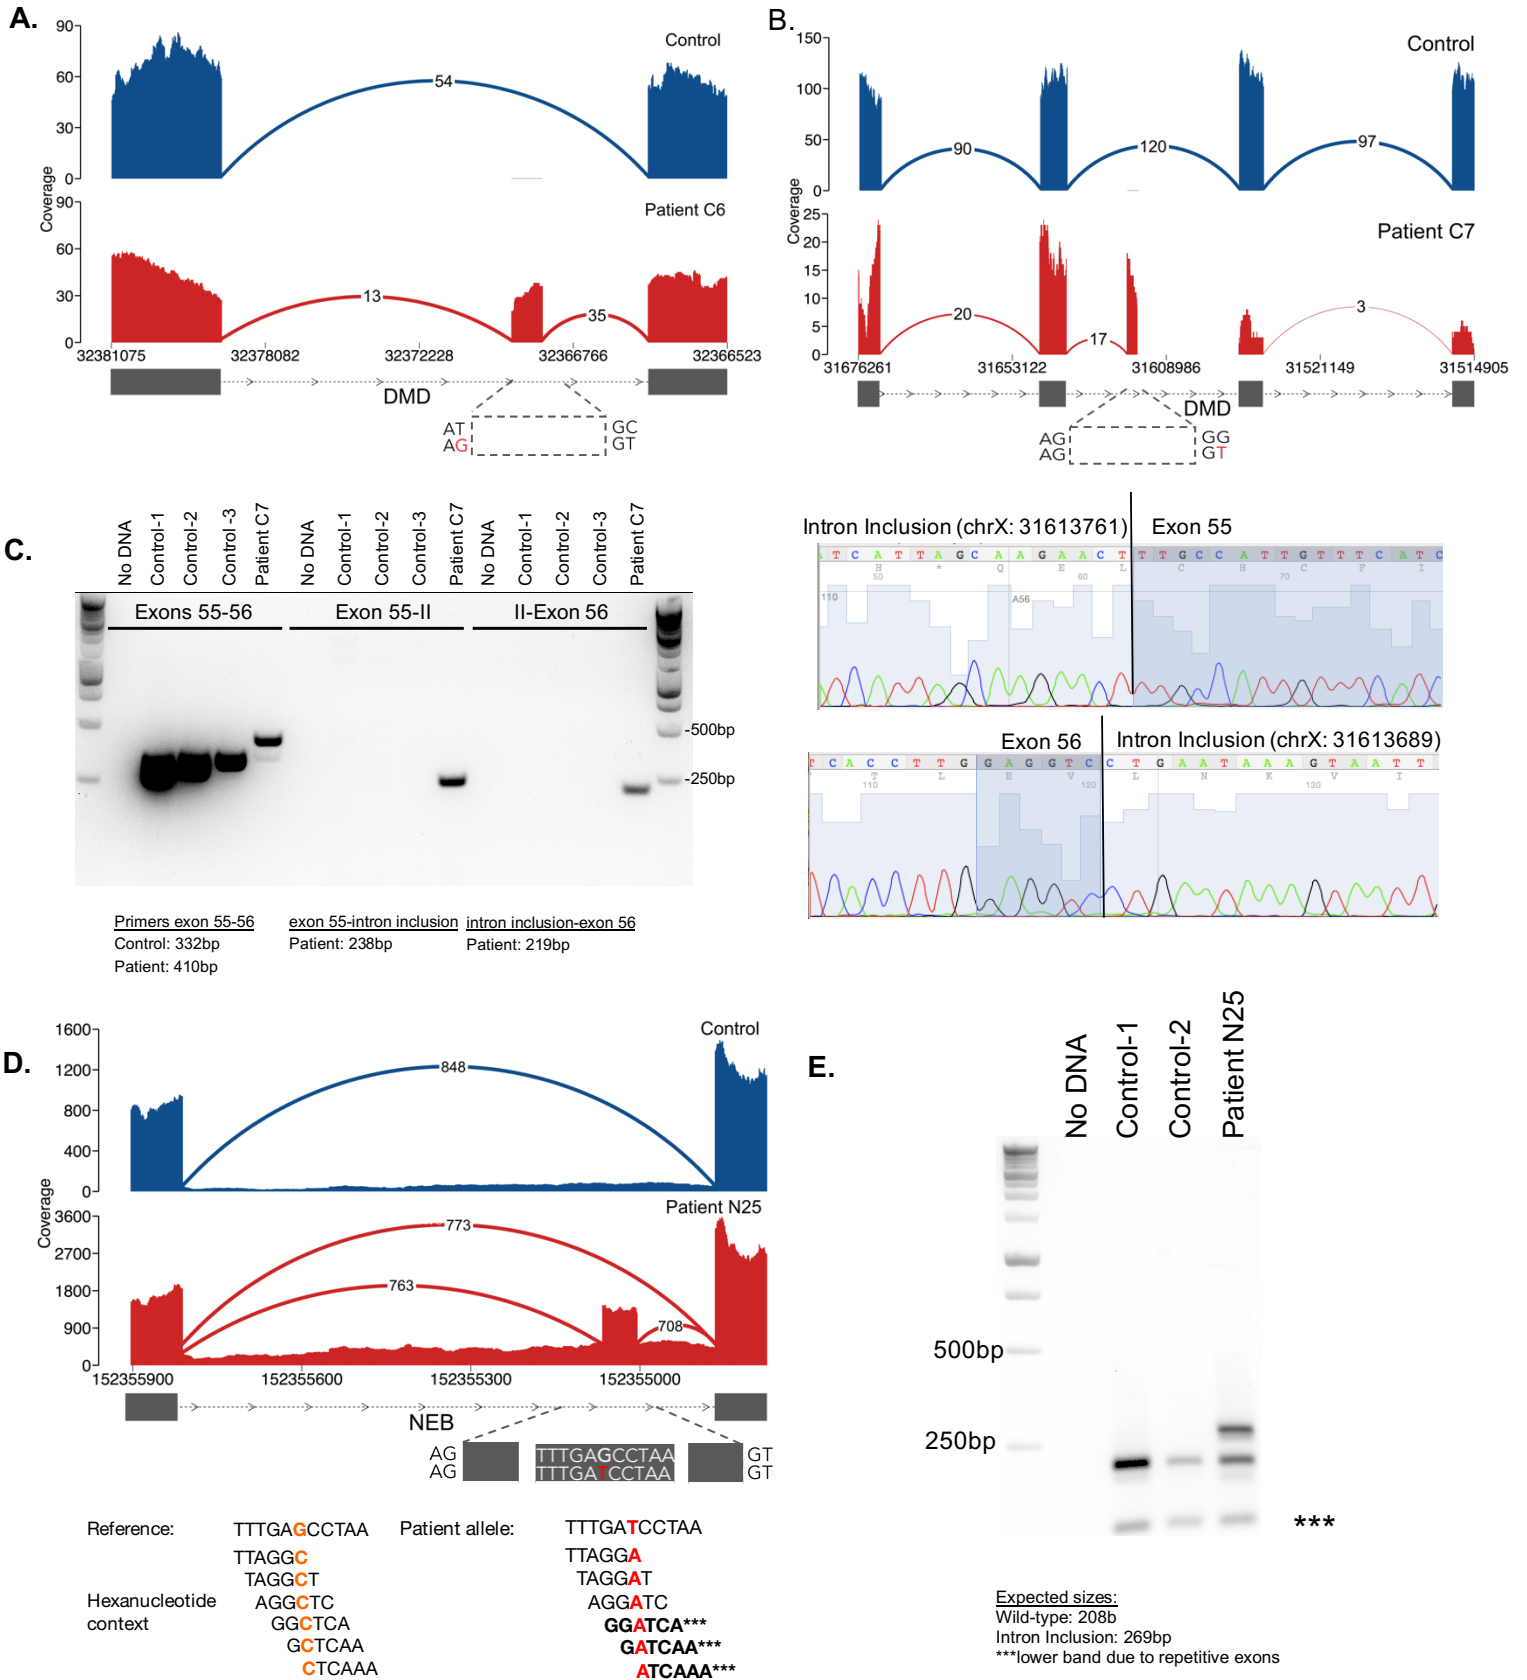 A.
90
60
30
0
Control
54
Coverage
90
60
30
0
Patient C6
13
35
32381075 32378082 32372228 32366766 32366523
DMD
AT GC
AG GT
B.
150
100
50
0
Control
90 120 97
Coverage
25
20
15
10
5
0
Patient C7
20 17 3
31676261 31653122 31608986 31521149 31514905
DMD
AG GG
AG GT
C.
No DNA Control-1 Control-2 Control -3 Patient C7 No DNA Control-1 Control-2 Control-3 Patient C7 No DNA Control-1 Control-2 Control-3 Patient C7
Exons 55-56 Exon 55-II II-Exon 56
-500bp
-250bp
Primers exon 55-56 exon 55-intron inclusion intron inclusion-exon 56
Control: 332bp Patient: 238bp Patient: 219bp
Patient: 410bp
Intron Inclusion (chrX: 31613761) Exon 55
T C A T T A G C A A G A A C T T T G C C A T T G T T T C A T C
H * Q E L C H C F I
50 60 70
110
A56
Exon 56 Intron Inclusion (chrX: 31613689)
T C A C C T T G G A G G T C C T G A A T A A A G T A A T T
T L E V L N K V I
110 120 130
D.
1600
1200
800
400
0
Control
848
Coverage
3600
2700
1800
900
0
Patient N25
773
763
708
152355900 152355600 152355300 152355000
NEB
AG TTTGAGCCTAA GT
AG TTTGATCCTAA GT
Reference: TTTGAGCCTAA Patient allele: TTTGATCCTAA
TTAGGC TTAGGA
TAGGCT TAGGAT
Hexanucleotide AGGCTC AGGATC
context GGCTCA GGATCA***
GCTCAA GATCAA***
CTCAAA ATCAAA***
E.
No DNA Control-1 Control-2 Patient N25
500bp
250bp
***
Expected sizes:
Wild-type: 208b
Intron Inclusion: 269bp
***lower band due to repetitive exons